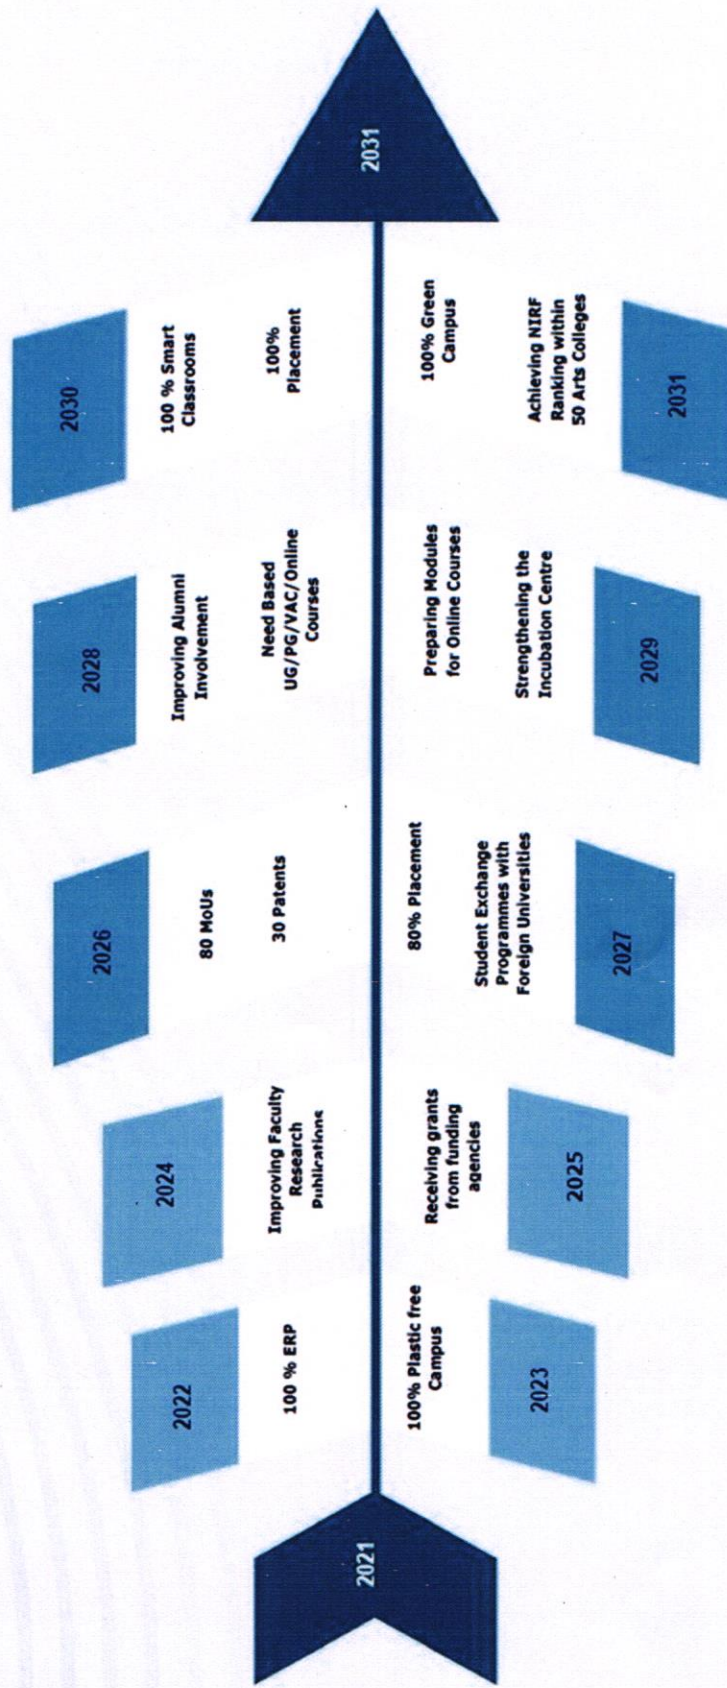 2021
2022
100 % ERP
2024
Improving Faculty
Research
Publications
2026
80 MoUs
30 Patents
2028
Improving Alumni
Involvement
Need Based
UG/PG/VAC/Online
Courses
2030
100 % Smart
Classrooms
100%
Placement
2031
100% Plastic free
Campus
2023
Receiving grants
from funding
agencies
2025
80% Placement
Student Exchange
Programmes with
Foreign Universities
2027
Preparing Modules
for Online Courses
Strengthening the
Incubation Centre
2029
100% Green
Campus
Achieving NIRF
Ranking within
50 Arts Colleges
2031